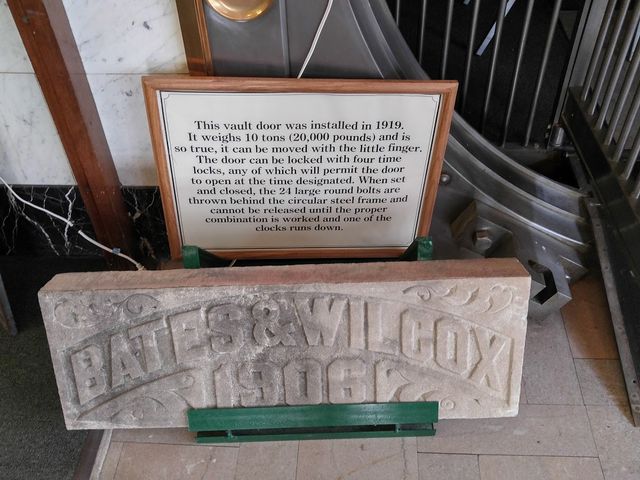 This vault door was installed in 1919.
It weighs 10 tons (20,000 pounds) and is
so true, it can be moved with the little finger.
The door can be locked with four time
locks, any of which will permit the door
to open at the time designated. When set
and closed, the 24 large round bolts are
thrown behind the circular steel frame and
cannot be released until the proper
combination is worked and one of the
clocks runs down.
BATES & WILCOX
1906